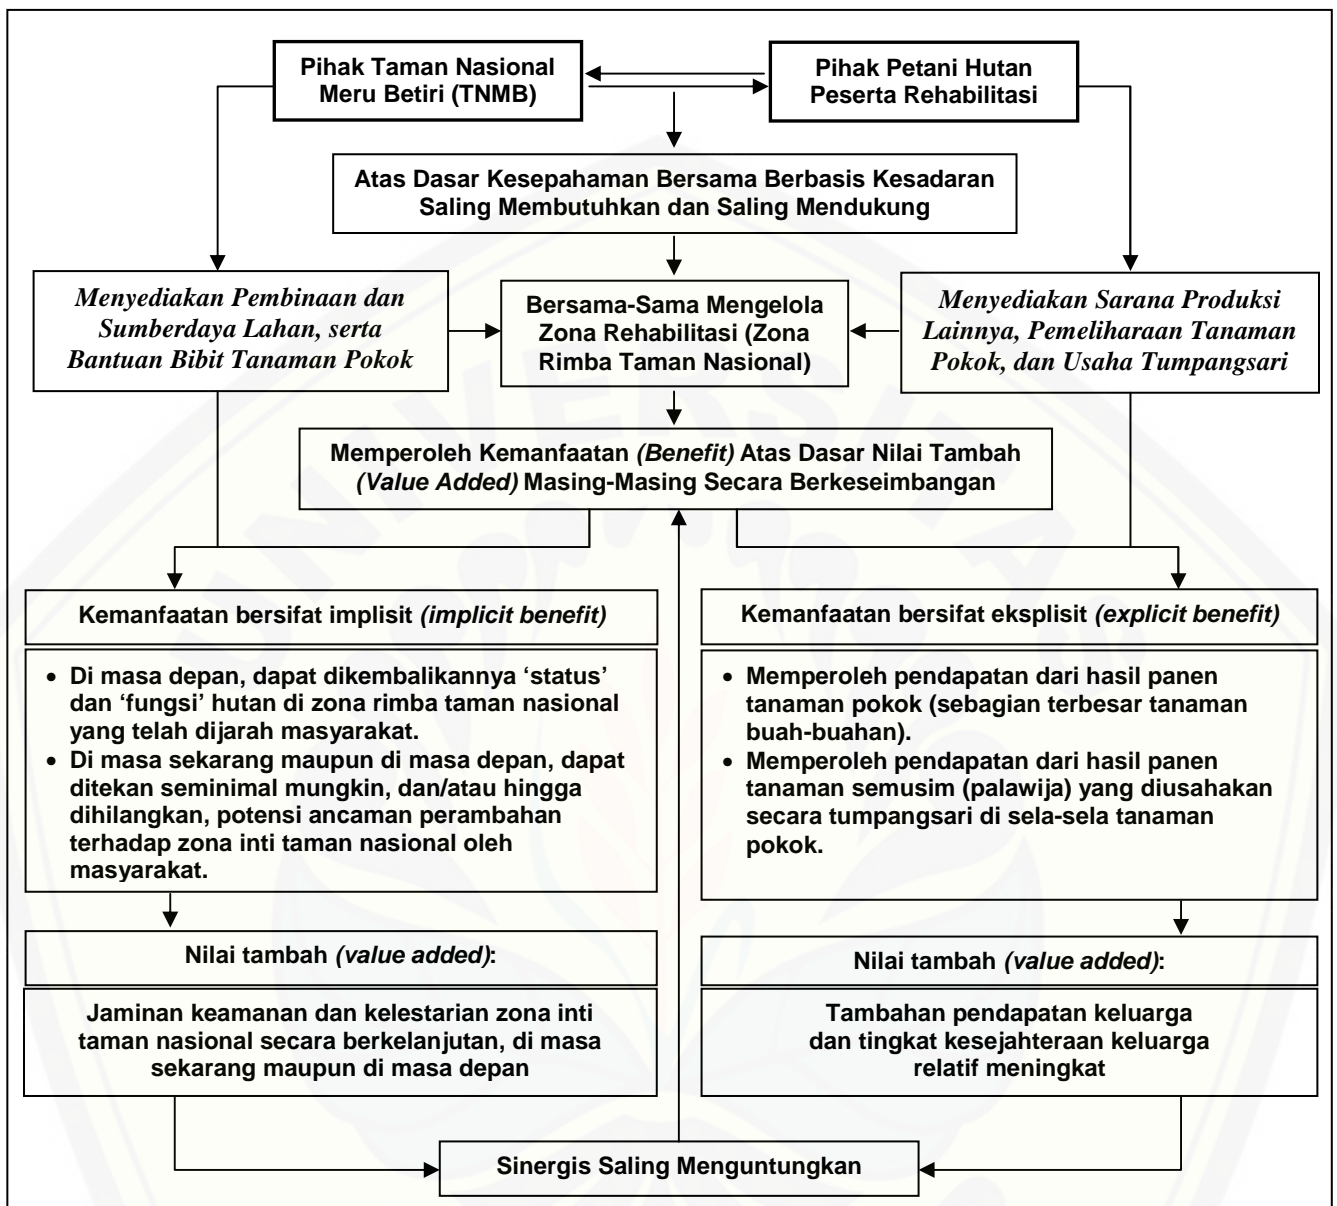 Pihak Taman Nasional
Meru Betiri (TNMB)
Pihak Petani Hutan
Peserta Rehabilitasi
Atas Dasar Kesepahaman Bersama Berbasis Kesadaran
Saling Membutuhkan dan Saling Mendukung
Menyediakan Pembinaan dan
Sumberdaya Lahan, serta
Bantuan Bibit Tanaman Pokok
Bersama-Sama Mengelola
Zona Rehabilitasi (Zona
Rimba Taman Nasional)
Menyediakan Sarana Produksi
Lainnya, Pemeliharaan Tanaman
Pokok, dan Usaha Tumpangsari
Memperoleh Kemanfaatan (Benefit) Atas Dasar Nilai Tambah
(Value Added) Masing-Masing Secara Berkeseimbangan
Kemanfaatan bersifat implisit (implicit benefit)
• Di masa depan, dapat dikembalikannya ‘status’
dan ‘fungsi’ hutan di zona rimba taman nasional
yang telah dijarah masyarakat.
• Di masa sekarang maupun di masa depan, dapat
ditekan seminimal mungkin, dan/atau hingga
dihilangkan, potensi ancaman perambahan
terhadap zona inti taman nasional oleh
masyarakat.
Kemanfaatan bersifat eksplisit (explicit benefit)
• Memperoleh pendapatan dari hasil panen
tanaman pokok (sebagian terbesar tanaman
buah-buahan).
• Memperoleh pendapatan dari hasil panen
tanaman semusim (palawija) yang diusahakan
secara tumpangsari di sela-sela tanaman
pokok.
Nilai tambah (value added):
Jaminan keamanan dan kelestarian zona inti
taman nasional secara berkelanjutan, di masa
sekarang maupun di masa depan
Nilai tambah (value added):
Tambahan pendapatan keluarga
dan tingkat kesejahteraan keluarga
relatif meningkat
Sinergis Saling Menguntungkan
UNIVERSITAS